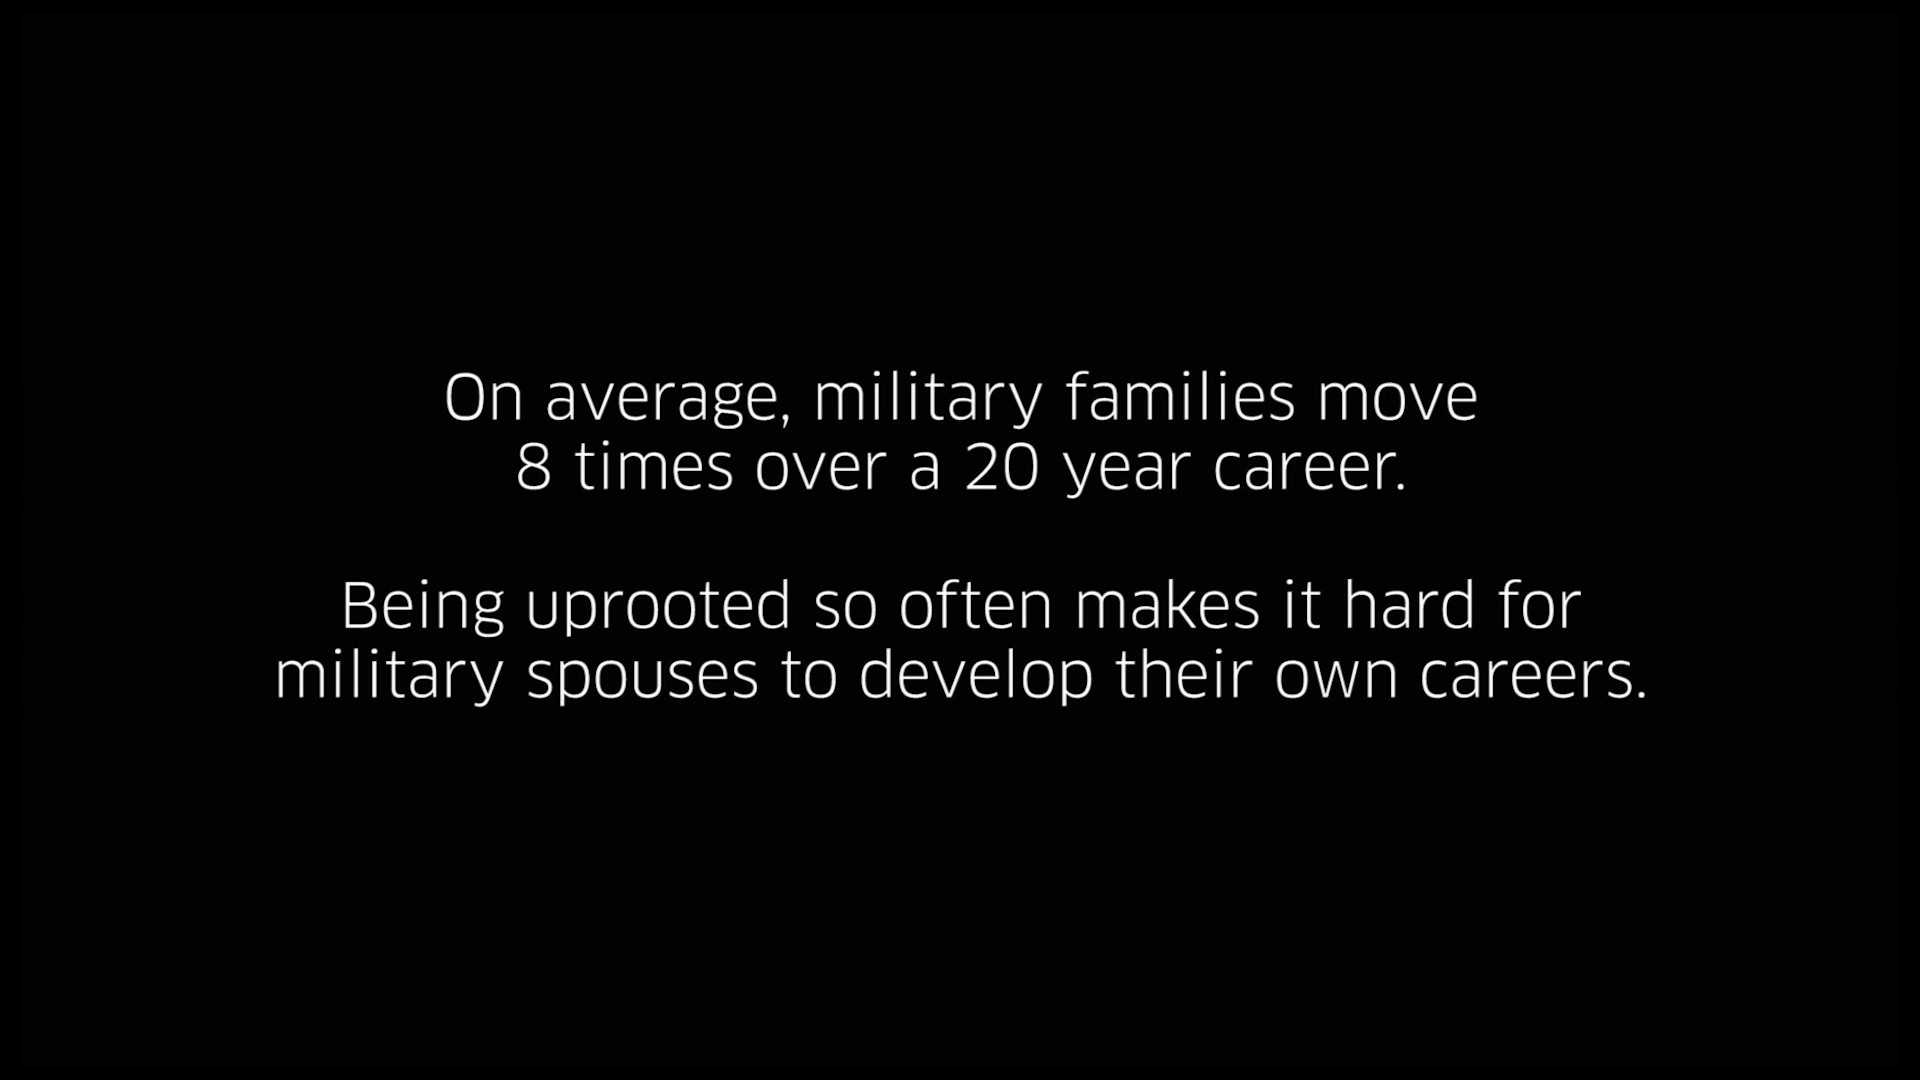 On average, military families move
8 times over a 20 year career.
Being uprooted so often makes it hard for
military spouses to develop their own careers.